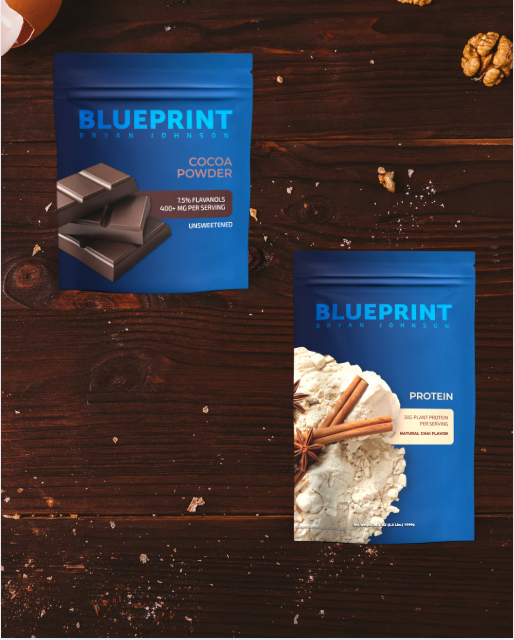 BLUEPRINT
BRYAN JOHNSON
COCOA
POWDER
7.5% FLAVANOLS
400+ MG PER SERVING
UNSWEETENED
BLUEPRINT
BRYAN JOHNSON
PROTEIN
PLANT PROTEIN
PER SERVING
NATURAL CHAI FLAVOR